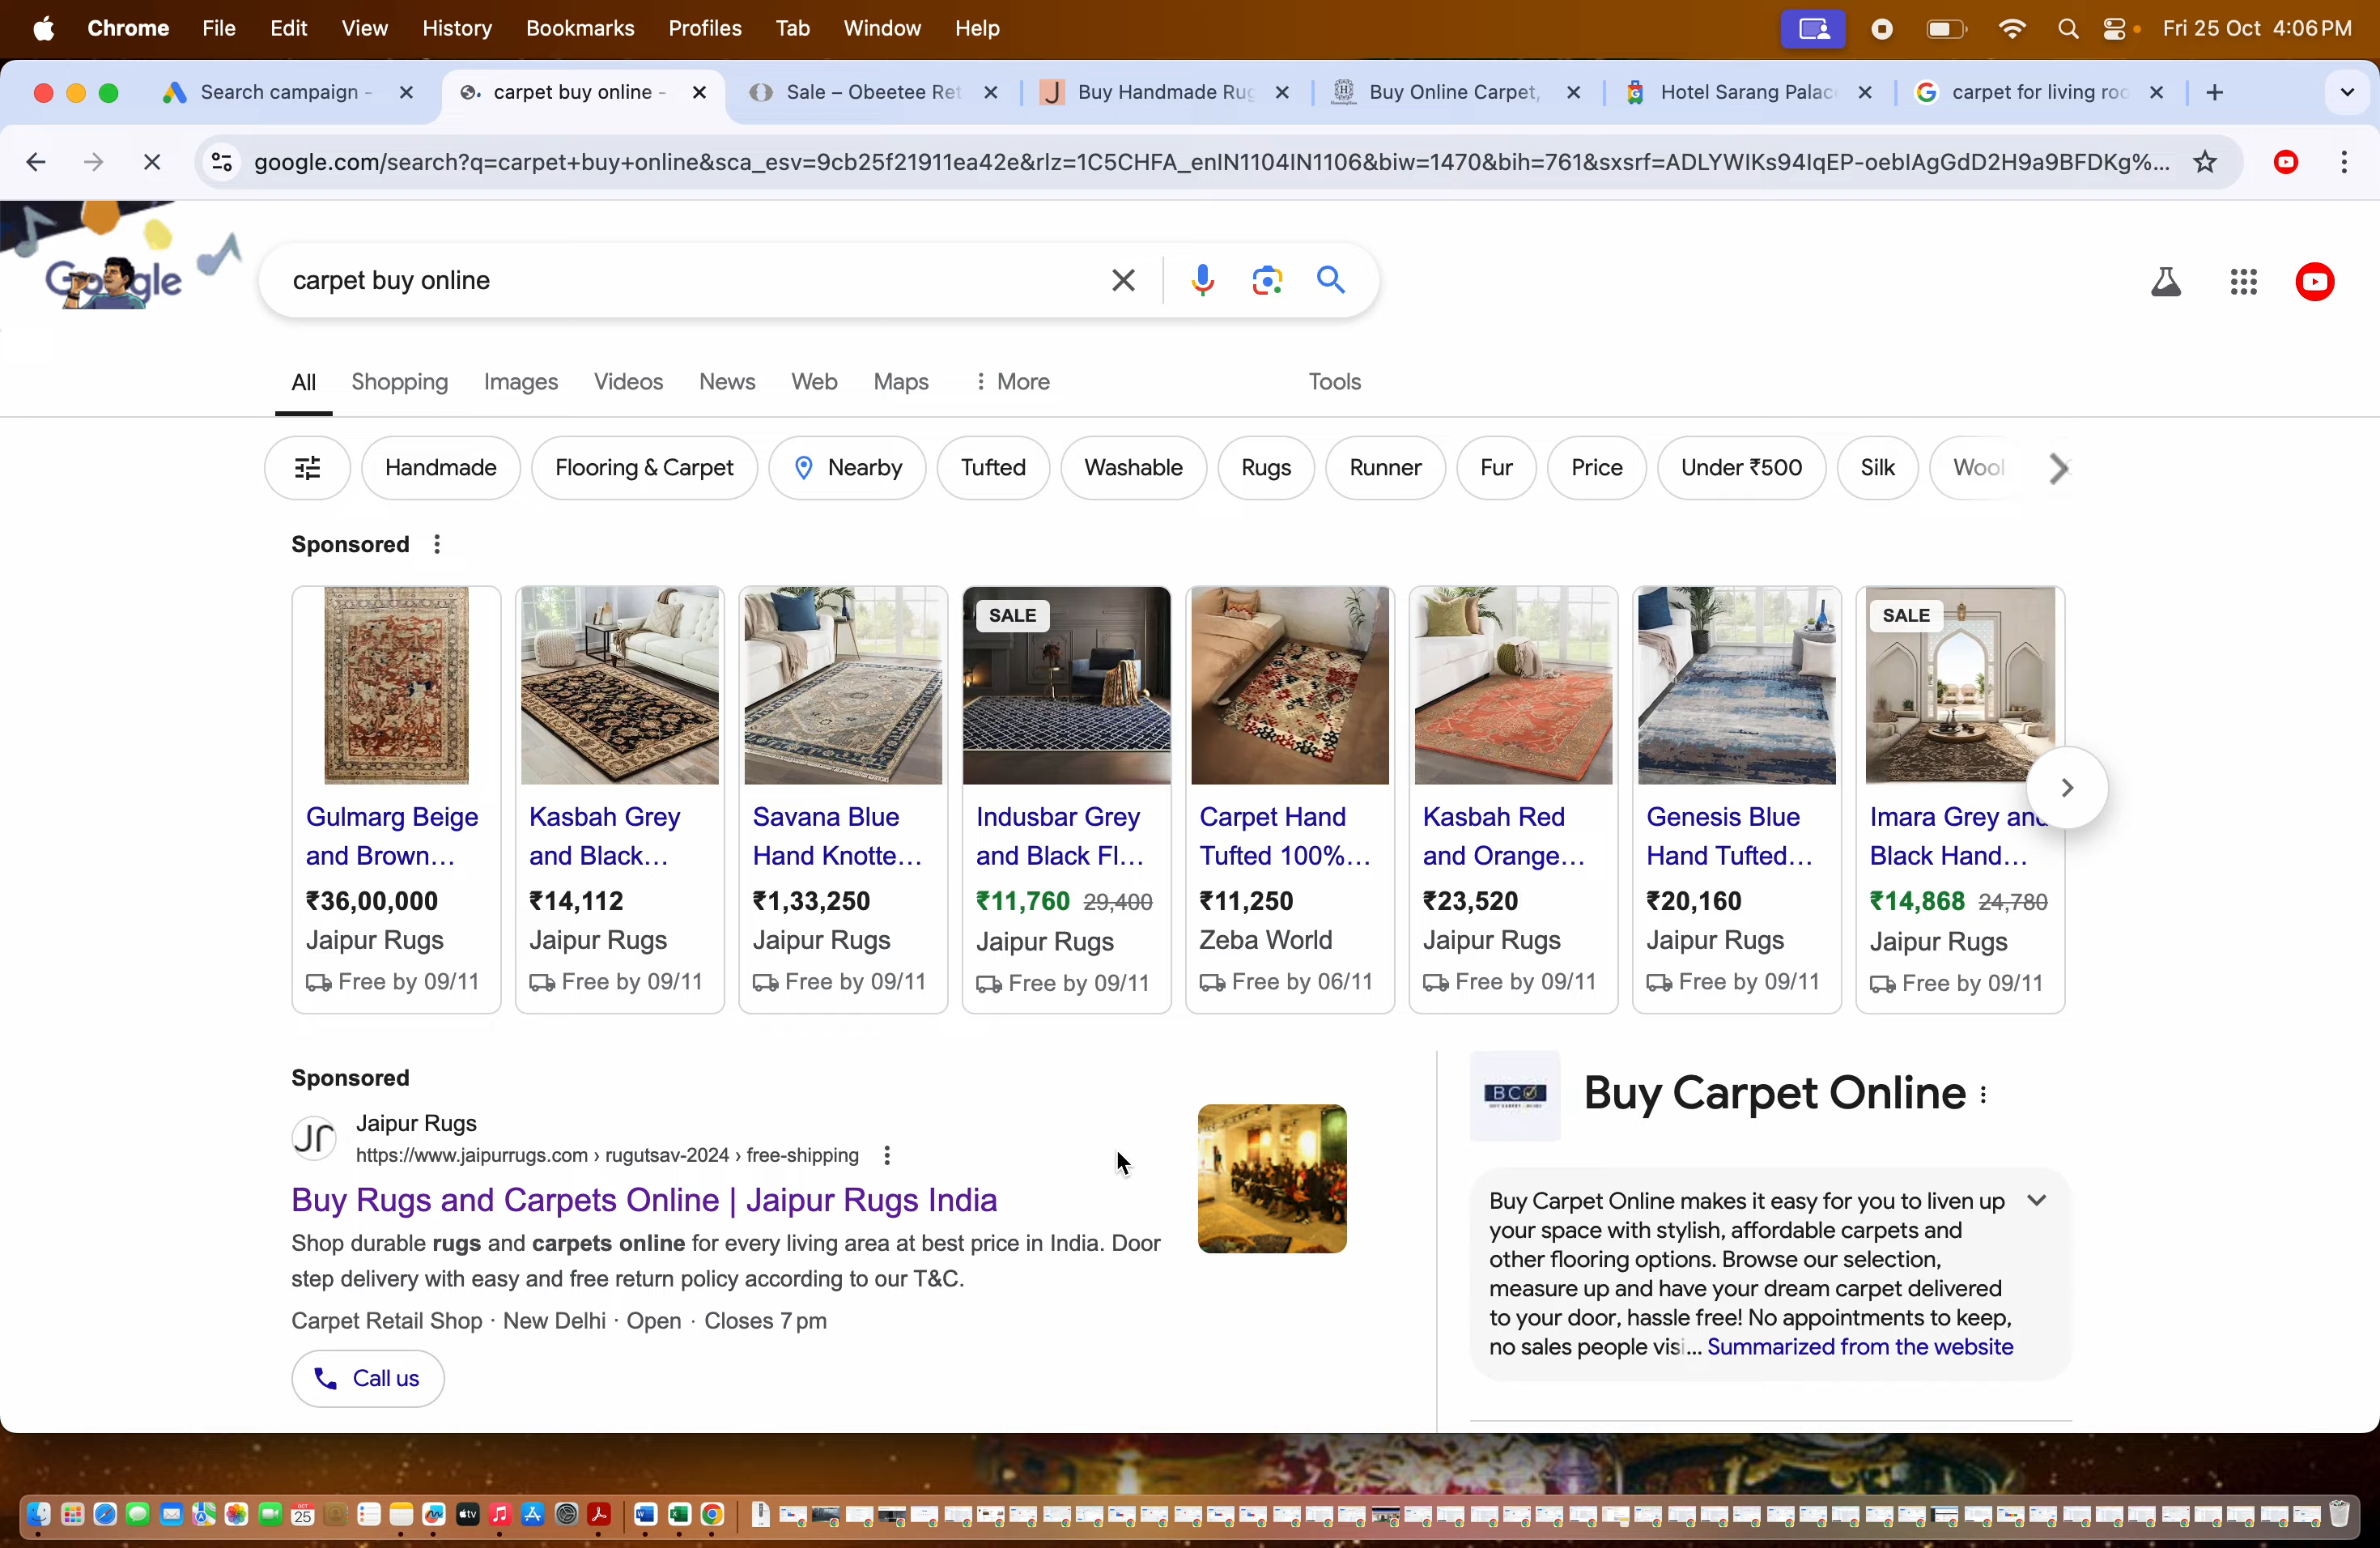 Chrome File Edit View History Bookmarks Profiles Tab Window Help Fri 25 Oct 4:06 PM
Search campaign - carpet buy online - Sale – Obeetee Ret Buy Handmade Rug Buy Online Carpet, Hotel Sarang Palac carpet for living roo
google.com/search?q=carpet+buy+online&sca_esv=9cb25f21911ea42e&rlz=1C5CHFA_enIN1104IN1106&biw=1470&bih=761&sxsrf=ADLYWIKs94IqEP-oebIAgGdD2H9a9BFDKg%...
Google carpet buy online
All Shopping Images Videos News Web Maps More Tools
Handmade Flooring & Carpet Nearby Tufted Washable Rugs Runner Fur Price Under ₹500 Silk Wool
Sponsored
SALE SALE
Gulmarg Beige Kasbah Grey Savana Blue Indusbar Grey Carpet Hand Kasbah Red Genesis Blue Imara Grey and
and Brown... and Black... Hand Knotte... and Black Fl... Tufted 100%... and Orange... Hand Tufted... Black Hand...
₹36,00,000 ₹14,112 ₹1,33,250 ₹11,760 29,400 ₹11,250 ₹23,520 ₹20,160 ₹14,868 24,780
Jaipur Rugs Jaipur Rugs Jaipur Rugs Jaipur Rugs Zeba World Jaipur Rugs Jaipur Rugs Jaipur Rugs
Free by 09/11 Free by 09/11 Free by 09/11 Free by 09/11 Free by 06/11 Free by 09/11 Free by 09/11 Free by 09/11
Sponsored
Jaipur Rugs
https://www.jaipurrugs.com › rugutsav-2024 › free-shipping
Buy Rugs and Carpets Online | Jaipur Rugs India
Shop durable rugs and carpets online for every living area at best price in India. Door
step delivery with easy and free return policy according to our T&C.
Carpet Retail Shop · New Delhi · Open · Closes 7 pm
Call us
BCO
Buy Carpet Online
Buy Carpet Online makes it easy for you to liven up
your space with stylish, affordable carpets and
other flooring options. Browse our selection,
measure up and have your dream carpet delivered
to your door, hassle free! No appointments to keep,
no sales people visi... Summarized from the website
OCT
25
tv